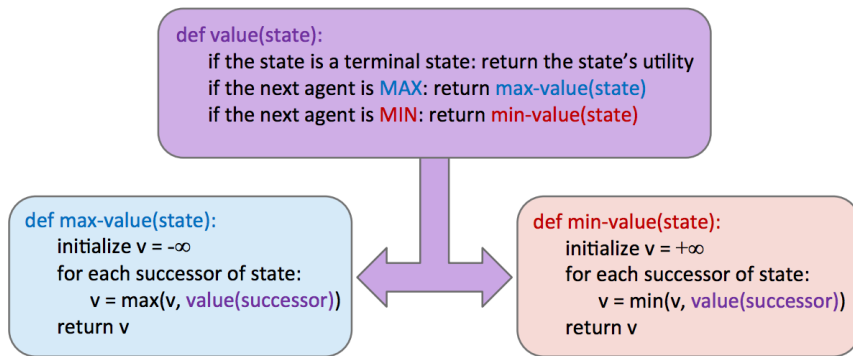 def value(state):
if the state is a terminal state: return the state’s utility
if the next agent is MAX: return max-value(state)
if the next agent is MIN: return min-value(state)
def max-value(state):
initialize v = -∞
for each successor of state:
v = max(v, value(successor))
return v
def min-value(state):
initialize v = +∞
for each successor of state:
v = min(v, value(successor))
return v